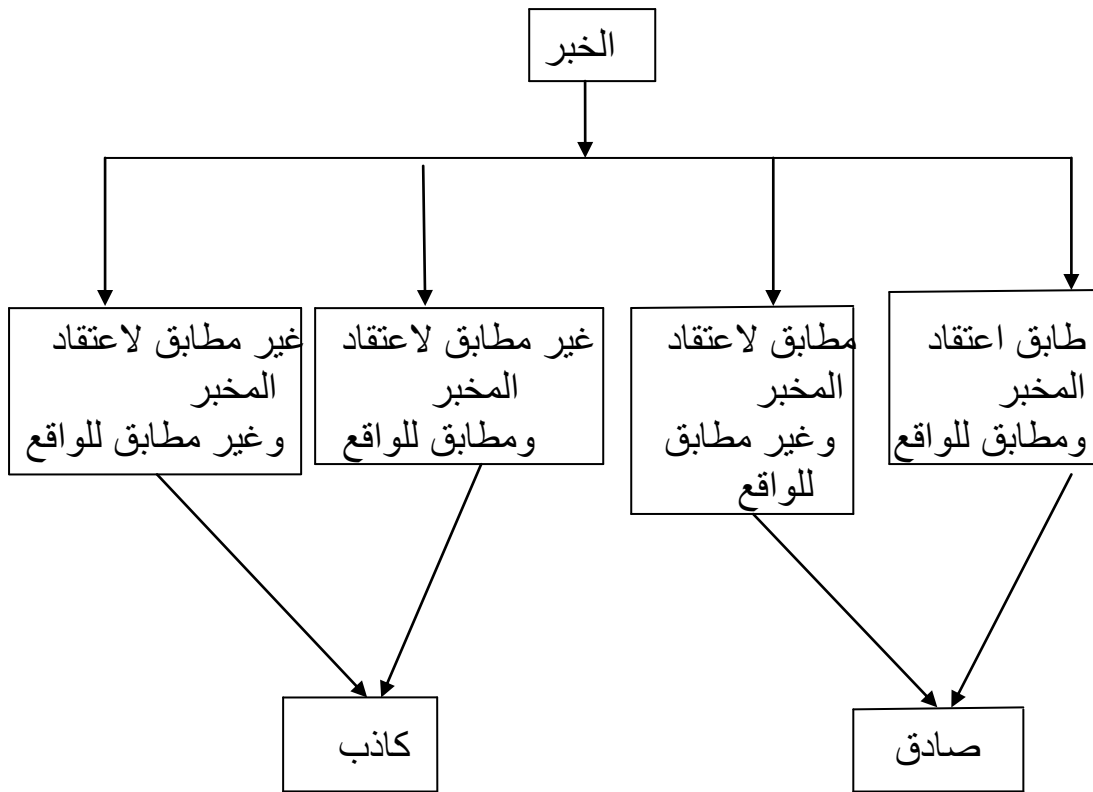 الخبر
طابق اعتقاد
المخبر
ومطابق للواقع
مطابق لاعتقاد
المخبر
وغير مطابق
للواقع
غير مطابق لاعتقاد
المخبر
ومطابق للواقع
غير مطابق لاعتقاد
المخبر
وغير مطابق للواقع
صادق
كاذب